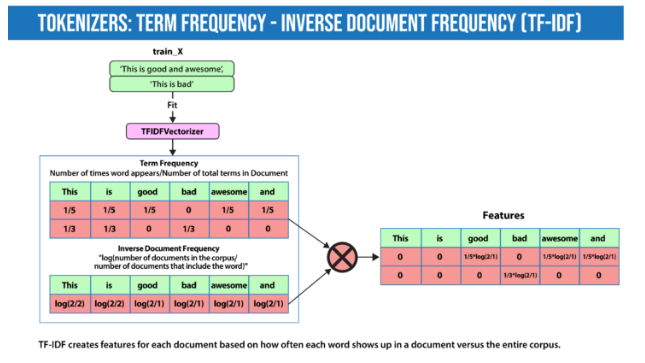 TOKENIZERS: TERM FREQUENCY - INVERSE DOCUMENT FREQUENCY (TF-IDF)
train_X
'This is good and awesome',
'This is bad'
Fit
TFIDFVectorizer
Term Frequency
Number of times word appears/Number of total terms in Document
This is good bad awesome and
1/5 1/5 1/5 0 1/5 1/5
1/3 1/3 0 1/3 0 0
Inverse Document Frequency
"log(number of documents in the corpus/
number of documents that include the word)"
This is good bad awesome and
log(2/2) log(2/2) log(2/1) log(2/1) log(2/1) log(2/1)
Features
This is good bad awesome and
0 0 1/5*log(2/1) 0 1/5*log(2/1) 1/5*log(2/1)
0 0 0 1/3*log(2/1) 0 0
TF-IDF creates features for each document based on how often each word shows up in a document versus the entire corpus.